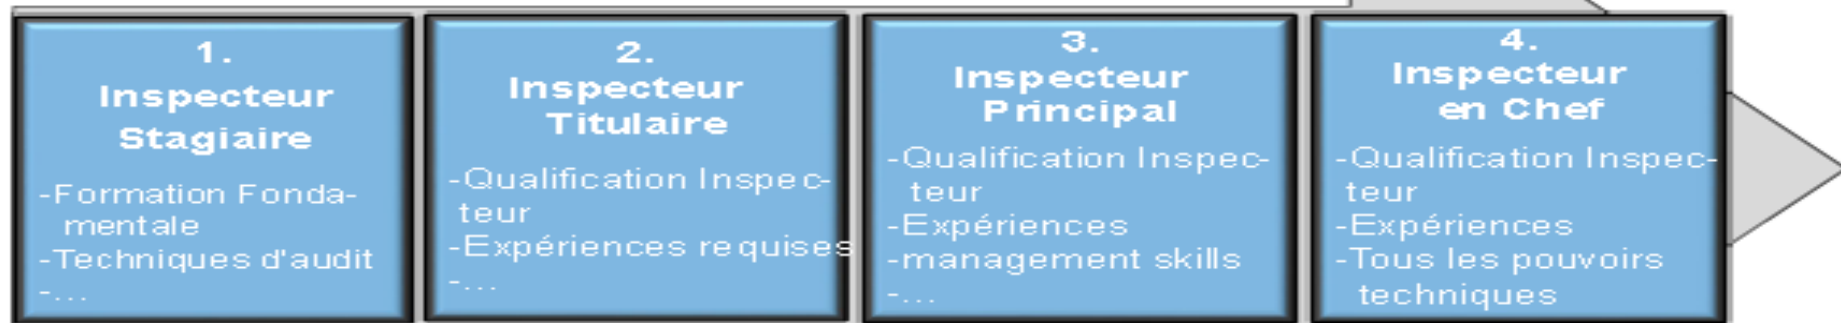 1.
Inspecteur
Stagiaire
-Formation Fonda-
mentale
-Techniques d'audit
-...
2.
Inspecteur
Titulaire
-Qualification Inspec-
teur
-Expériences requises
-...
3.
Inspecteur
Principal
-Qualification Inspec-
teur
-Expériences
-management skills
-...
4.
Inspecteur
en Chef
-Qualification Inspec-
teur
-Expériences
-Tous les pouvoirs
techniques